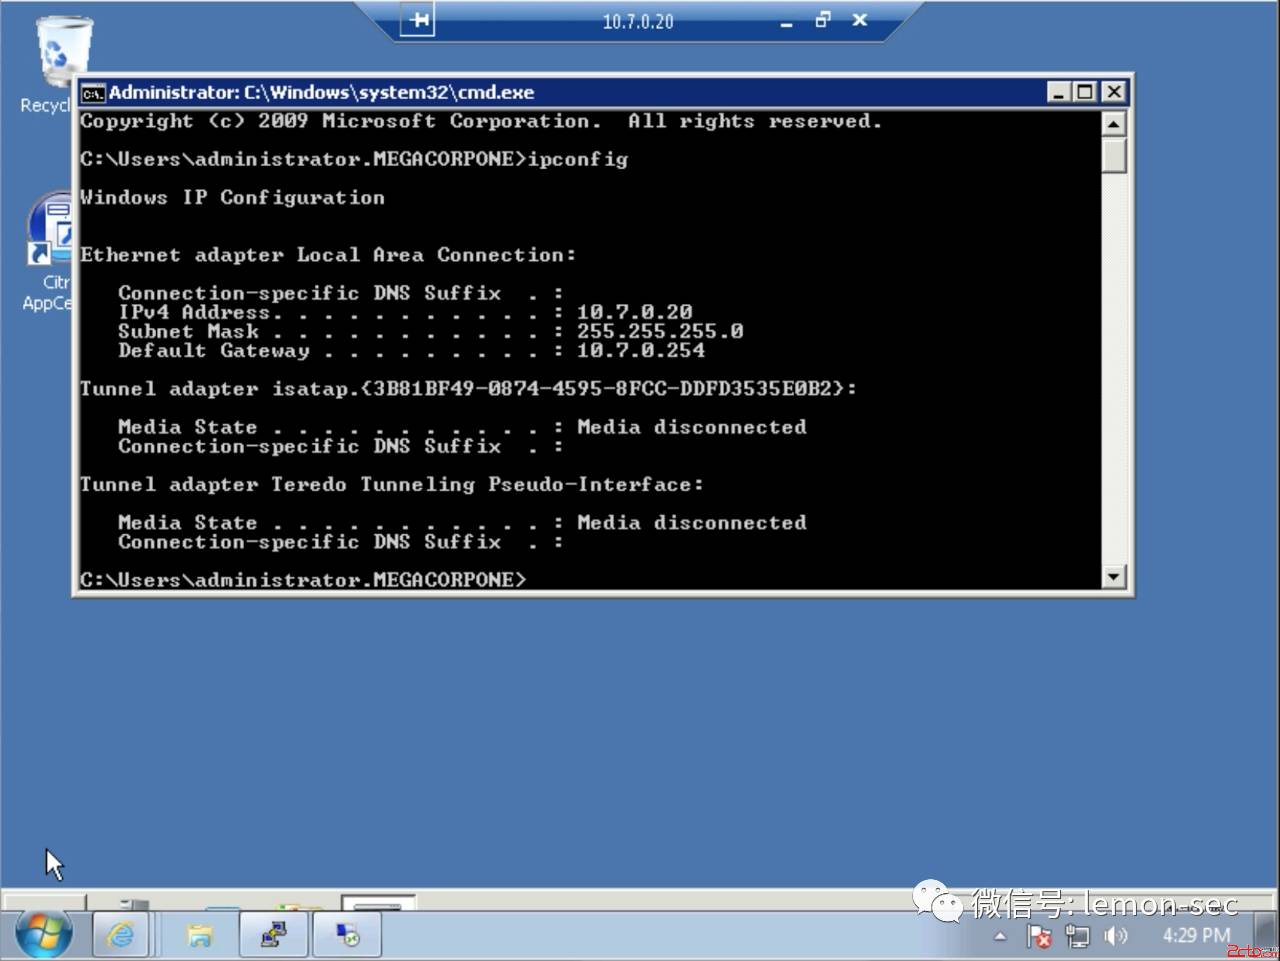 10.7.0.20
Recycl
Administrator: C:\Windows\system32\cmd.exe
Copyright (c) 2009 Microsoft Corporation.  All rights reserved.
C:\Users\administrator.MEGACORPONE>ipconfig
Windows IP Configuration
Ethernet adapter Local Area Connection:
Connection-specific DNS Suffix  . :
IPv4 Address. . . . . . . . . . . : 10.7.0.20
Subnet Mask . . . . . . . . . . . : 255.255.255.0
Default Gateway . . . . . . . . . : 10.7.0.254
Tunnel adapter isatap.{3B81BF49-0874-4595-8FCC-DDFD3535E0B2}:
Media State . . . . . . . . . . . : Media disconnected
Connection-specific DNS Suffix  . :
Tunnel adapter Teredo Tunneling Pseudo-Interface:
Media State . . . . . . . . . . . : Media disconnected
Connection-specific DNS Suffix  . :
C:\Users\administrator.MEGACORPONE>
Citr
AppCe
微信号: lemon-sec
4:29 PM